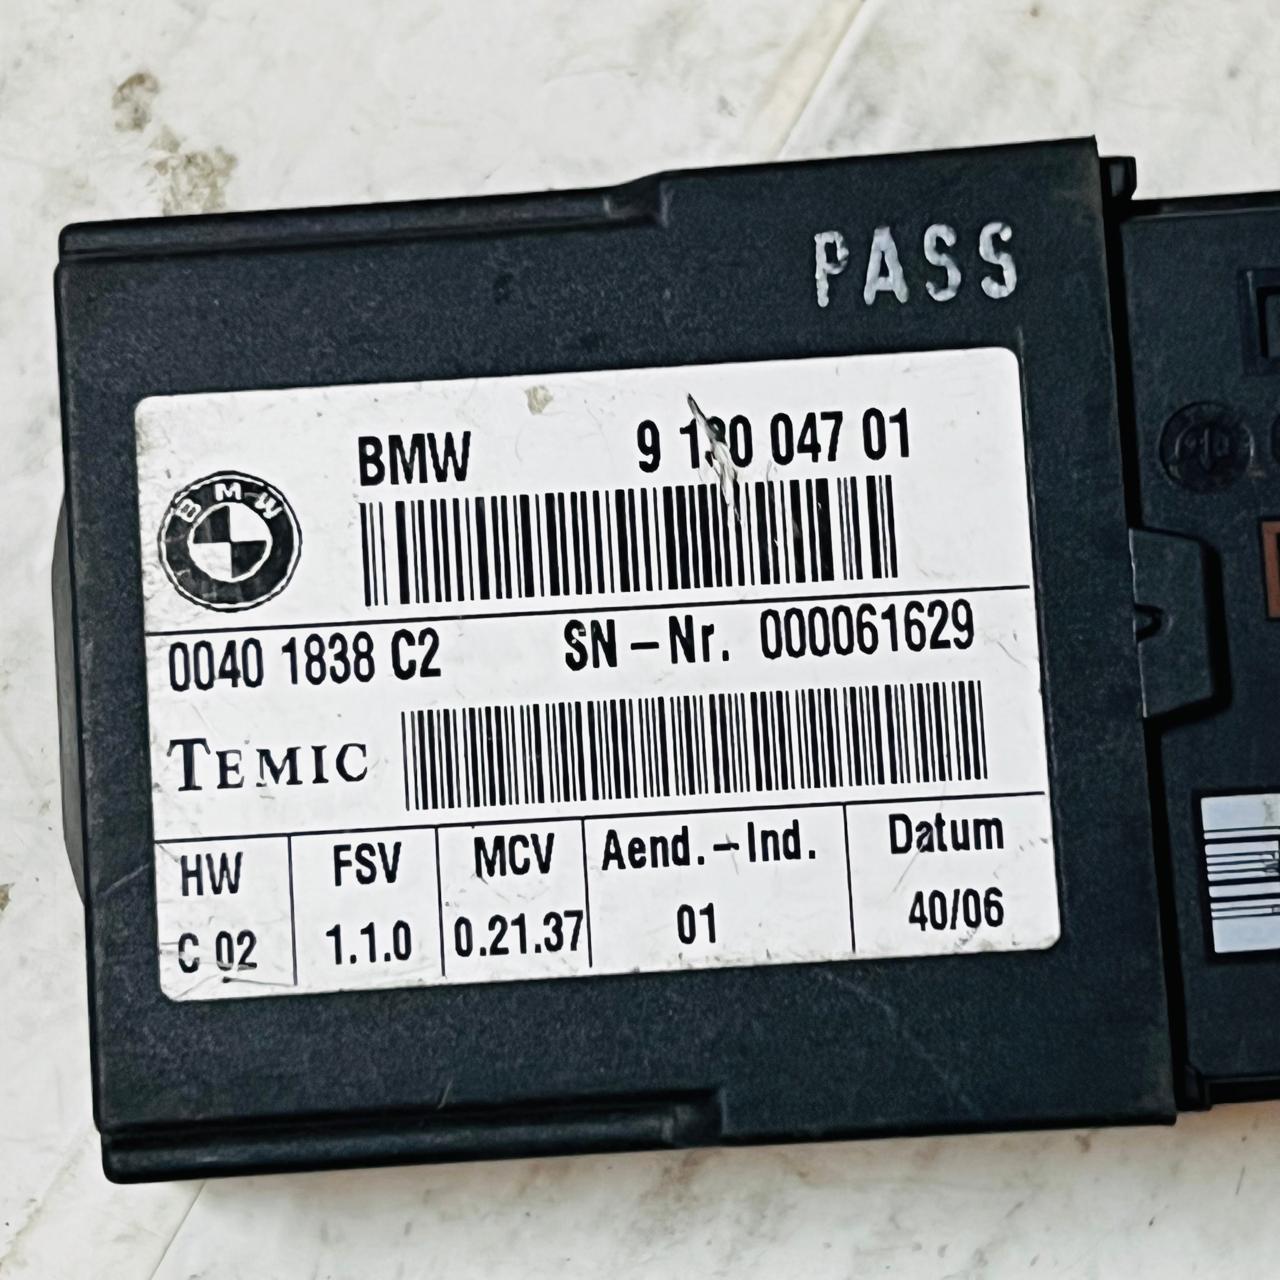 PASS
BMW 9 130 047 01
BMW
0040 1838 C2 SN-Nr. 000061629
TEMIC
HW FSV MCV Aend.-Ind. Datum
C 02 1.1.0 0.21.37 01 40/06